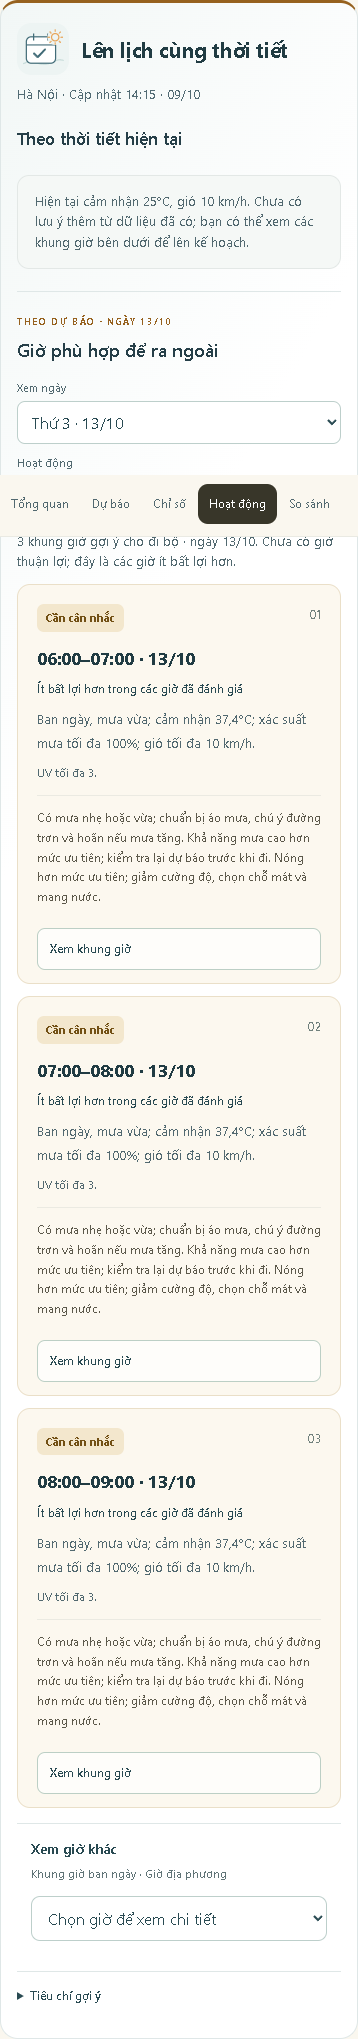 Lên lịch cùng thời tiết
Hà Nội · Cập nhật 14:15 · 09/10
Theo thời tiết hiện tại
Hiện tại cảm nhận 25°C, gió 10 km/h. Chưa có
lưu ý thêm từ dữ liệu đã có; bạn có thể xem các
khung giờ bên dưới để lên kế hoạch.
THEO DỰ BÁO · NGÀY 13/10
Giờ phù hợp để ra ngoài
Xem ngày
Thứ 3 · 13/10
Hoạt động
Tổng quan Dự báo Chỉ số Hoạt động So sánh
3 khung giờ gợi ý cho đi bộ · ngày 13/10. Chưa có giờ
thuận lợi; đây là các giờ ít bất lợi hơn.
Cần cân nhắc 01
06:00–07:00 · 13/10
Ít bất lợi hơn trong các giờ đã đánh giá
Ban ngày, mưa vừa; cảm nhận 37,4°C; xác suất
mưa tối đa 100%; gió tối đa 10 km/h.
UV tối đa 3.
Có mưa nhẹ hoặc vừa; chuẩn bị áo mưa, chú ý đường
trơn và hoãn nếu mưa tăng. Khả năng mưa cao hơn
mức ưu tiên; kiểm tra lại dự báo trước khi đi. Nóng
hơn mức ưu tiên; giảm cường độ, chọn chỗ mát và
mang nước.
Xem khung giờ
Cần cân nhắc 02
07:00–08:00 · 13/10
Ít bất lợi hơn trong các giờ đã đánh giá
Ban ngày, mưa vừa; cảm nhận 37,4°C; xác suất
mưa tối đa 100%; gió tối đa 10 km/h.
UV tối đa 3.
Có mưa nhẹ hoặc vừa; chuẩn bị áo mưa, chú ý đường
trơn và hoãn nếu mưa tăng. Khả năng mưa cao hơn
mức ưu tiên; kiểm tra lại dự báo trước khi đi. Nóng
hơn mức ưu tiên; giảm cường độ, chọn chỗ mát và
mang nước.
Xem khung giờ
Cần cân nhắc 03
08:00–09:00 · 13/10
Ít bất lợi hơn trong các giờ đã đánh giá
Ban ngày, mưa vừa; cảm nhận 37,4°C; xác suất
mưa tối đa 100%; gió tối đa 10 km/h.
UV tối đa 3.
Có mưa nhẹ hoặc vừa; chuẩn bị áo mưa, chú ý đường
trơn và hoãn nếu mưa tăng. Khả năng mưa cao hơn
mức ưu tiên; kiểm tra lại dự báo trước khi đi. Nóng
hơn mức ưu tiên; giảm cường độ, chọn chỗ mát và
mang nước.
Xem khung giờ
Xem giờ khác
Khung giờ ban ngày · Giờ địa phương
Chọn giờ để xem chi tiết
Tiêu chí gợi ý